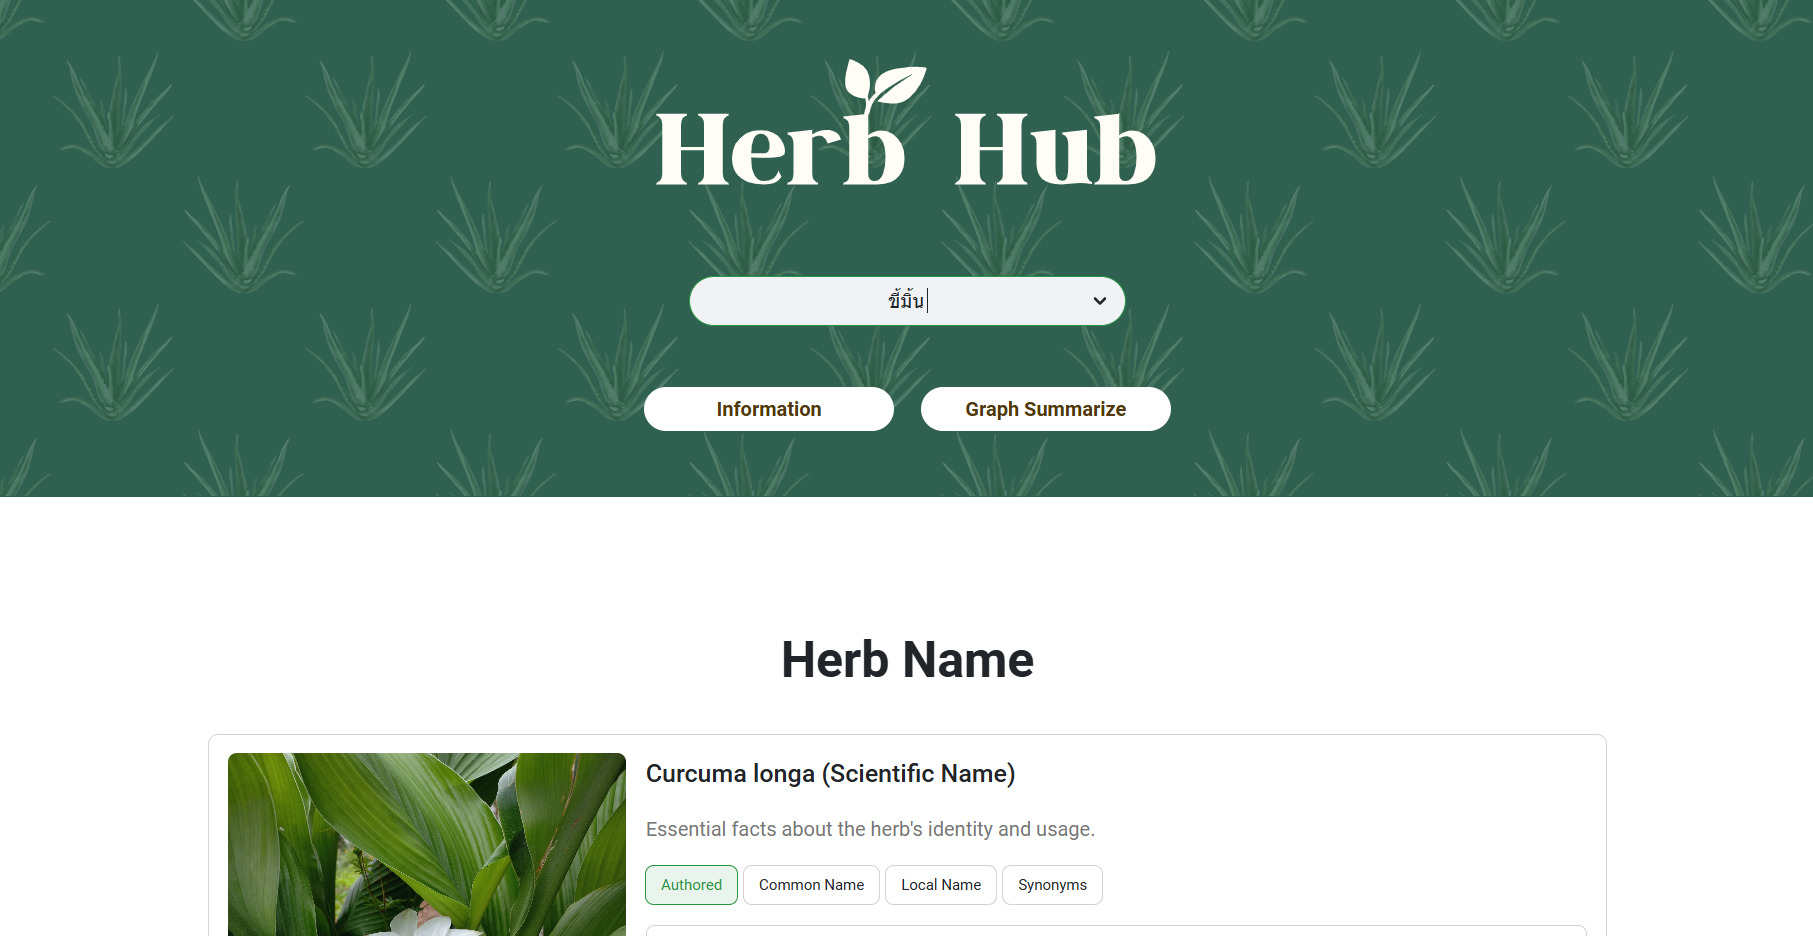 Herb Hub
ขี้มิ้น
Information
Graph Summarize
Herb Name
Curcuma longa (Scientific Name)
Essential facts about the herb's identity and usage.
Authored
Common Name
Local Name
Synonyms